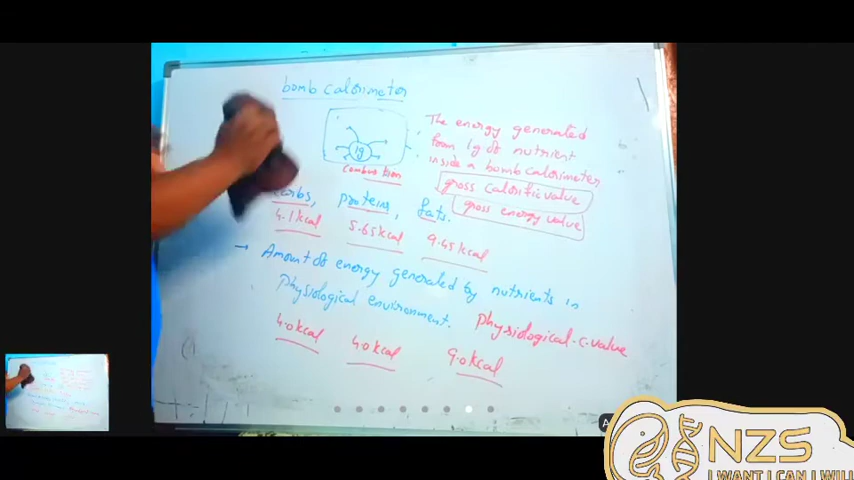 bomb calorimeter
1g
combustion
The energy generated
from 1g of nutrient
inside a bomb calorimeter
gross calorific value
gross energy value
carbs, proteins, fats.
4.1kcal 5.65kcal 9.45kcal
→ Amount of energy generated by nutrients in
Physiological environment. Physiological.c.value
4.0kcal 4.0kcal 9.0kcal
NZS
I WANT I CAN I WILL